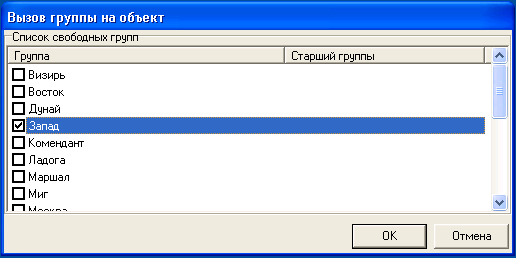 Вызов группы на объект
Список свободных групп
Группа Старший группы
Визирь
Восток
Дунай
Запад
Комендант
Ладога
Маршал
Миг
Москва
OK Отмена